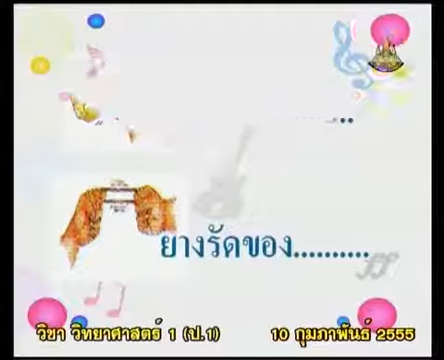 ยางรัดของ..........
วิชา วิทยาศาสตร์ 1 (ป.1) 10 กุมภาพันธ์ 2555